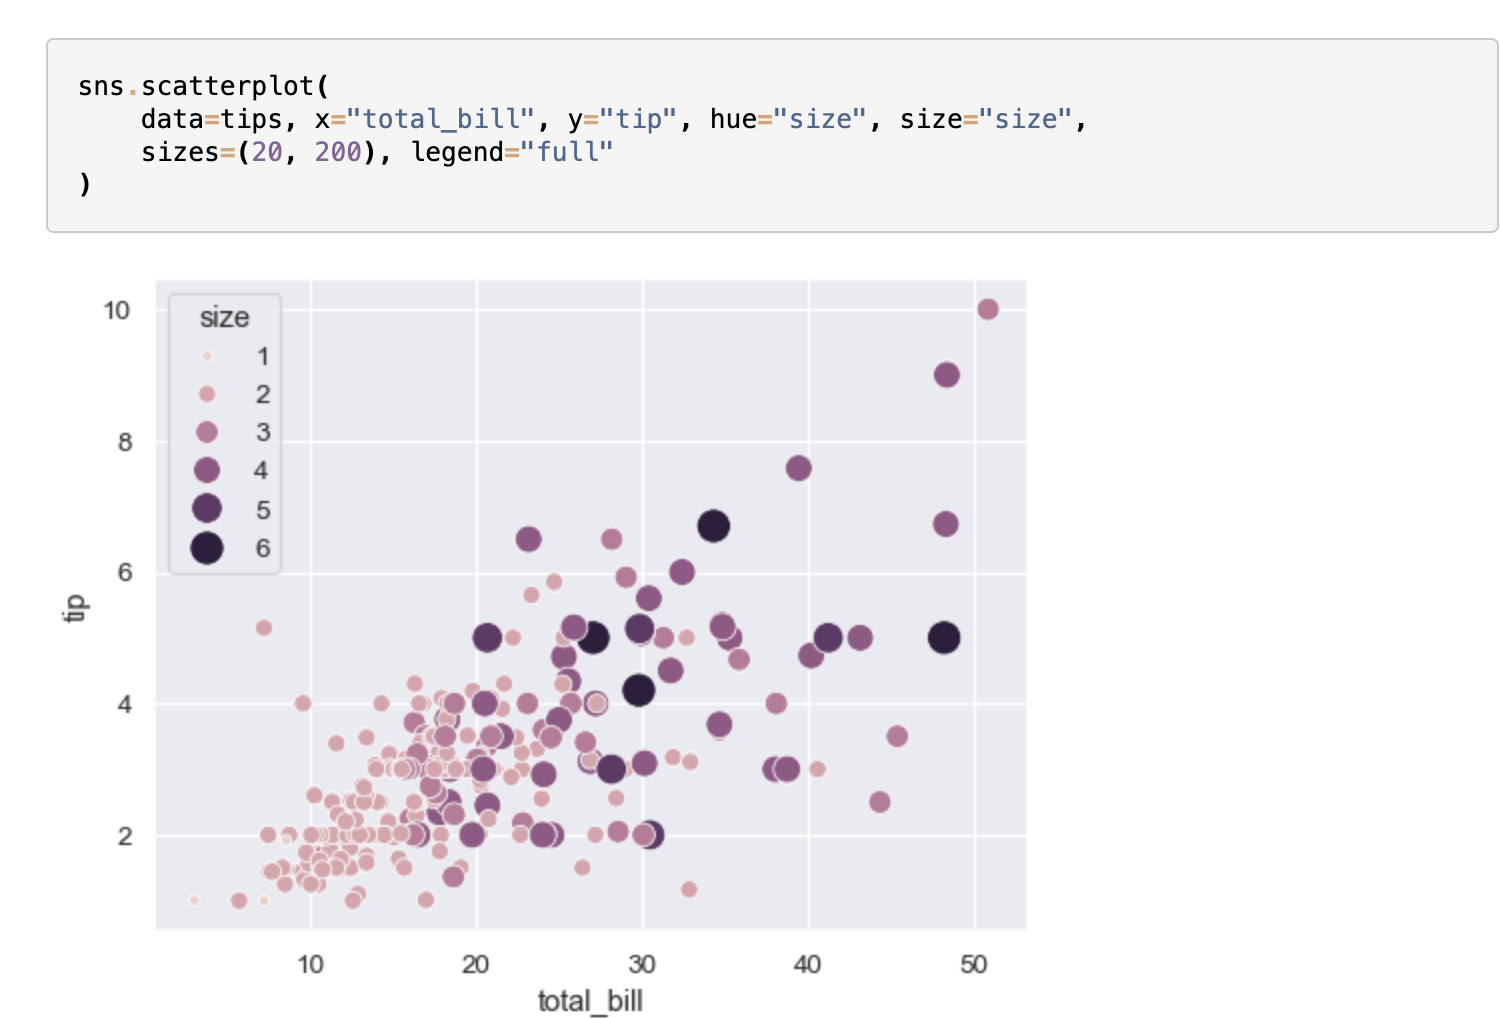 sns.scatterplot(
    data=tips, x="total_bill", y="tip", hue="size", size="size",
    sizes=(20, 200), legend="full"
)
size
1
2
3
4
5
6
10
8
6
4
2
tip
10 20 30 40 50
total_bill